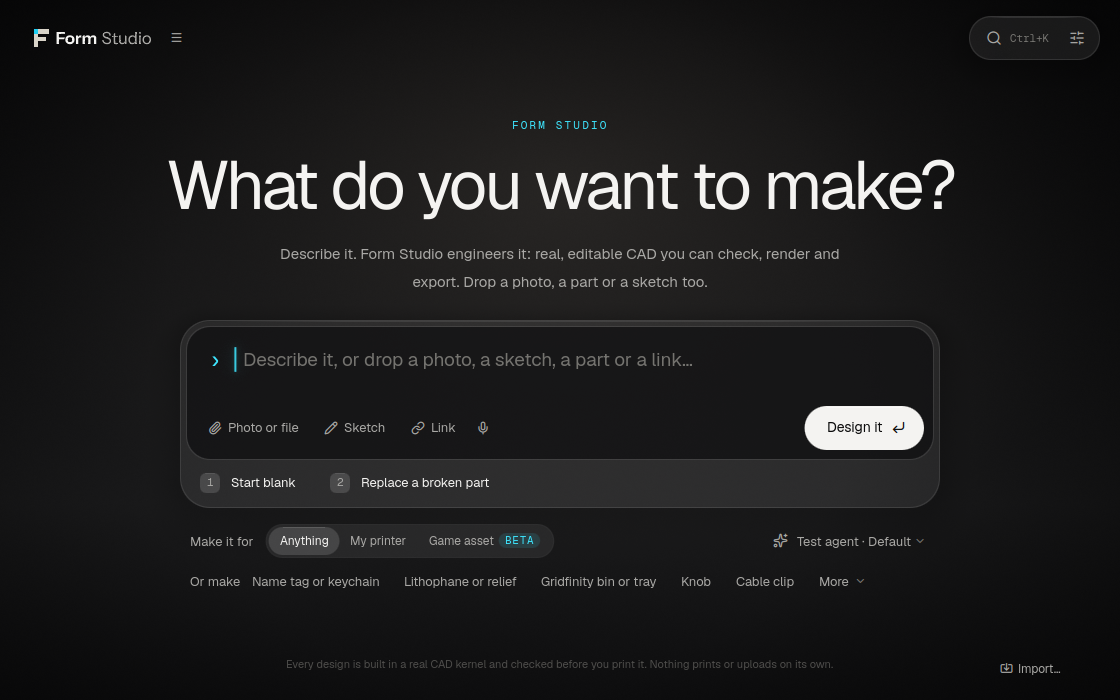 Form Studio
Ctrl+K
FORM STUDIO
What do you want to make?
Describe it. Form Studio engineers it: real, editable CAD you can check, render and
export. Drop a photo, a part or a sketch too.
Describe it, or drop a photo, a sketch, a part or a link…
Photo or file Sketch Link Design it
1 Start blank 2 Replace a broken part
Make it for Anything My printer Game asset BETA Test agent · Default
Or make Name tag or keychain Lithophane or relief Gridfinity bin or tray Knob Cable clip More
Every design is built in a real CAD kernel and checked before you print it. Nothing prints or uploads on its own.
Import…